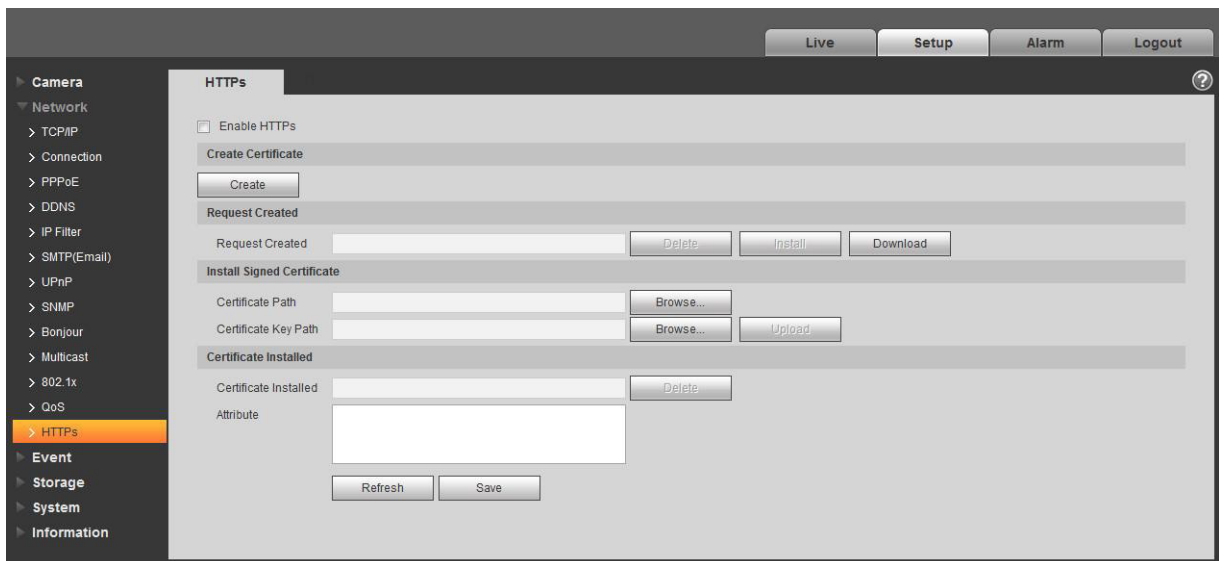 Live Setup Alarm Logout
Camera
Network
TCP/IP
Connection
PPPoE
DDNS
IP Filter
SMTP(Email)
UPnP
SNMP
Bonjour
Multicast
802.1x
QoS
HTTPs
Event
Storage
System
Information
HTTPs
?
Enable HTTPs
Create Certificate
Create
Request Created
Request Created Delete Install Download
Install Signed Certificate
Certificate Path Browse...
Certificate Key Path Browse... Upload
Certificate Installed
Certificate Installed Delete
Attribute
Refresh Save